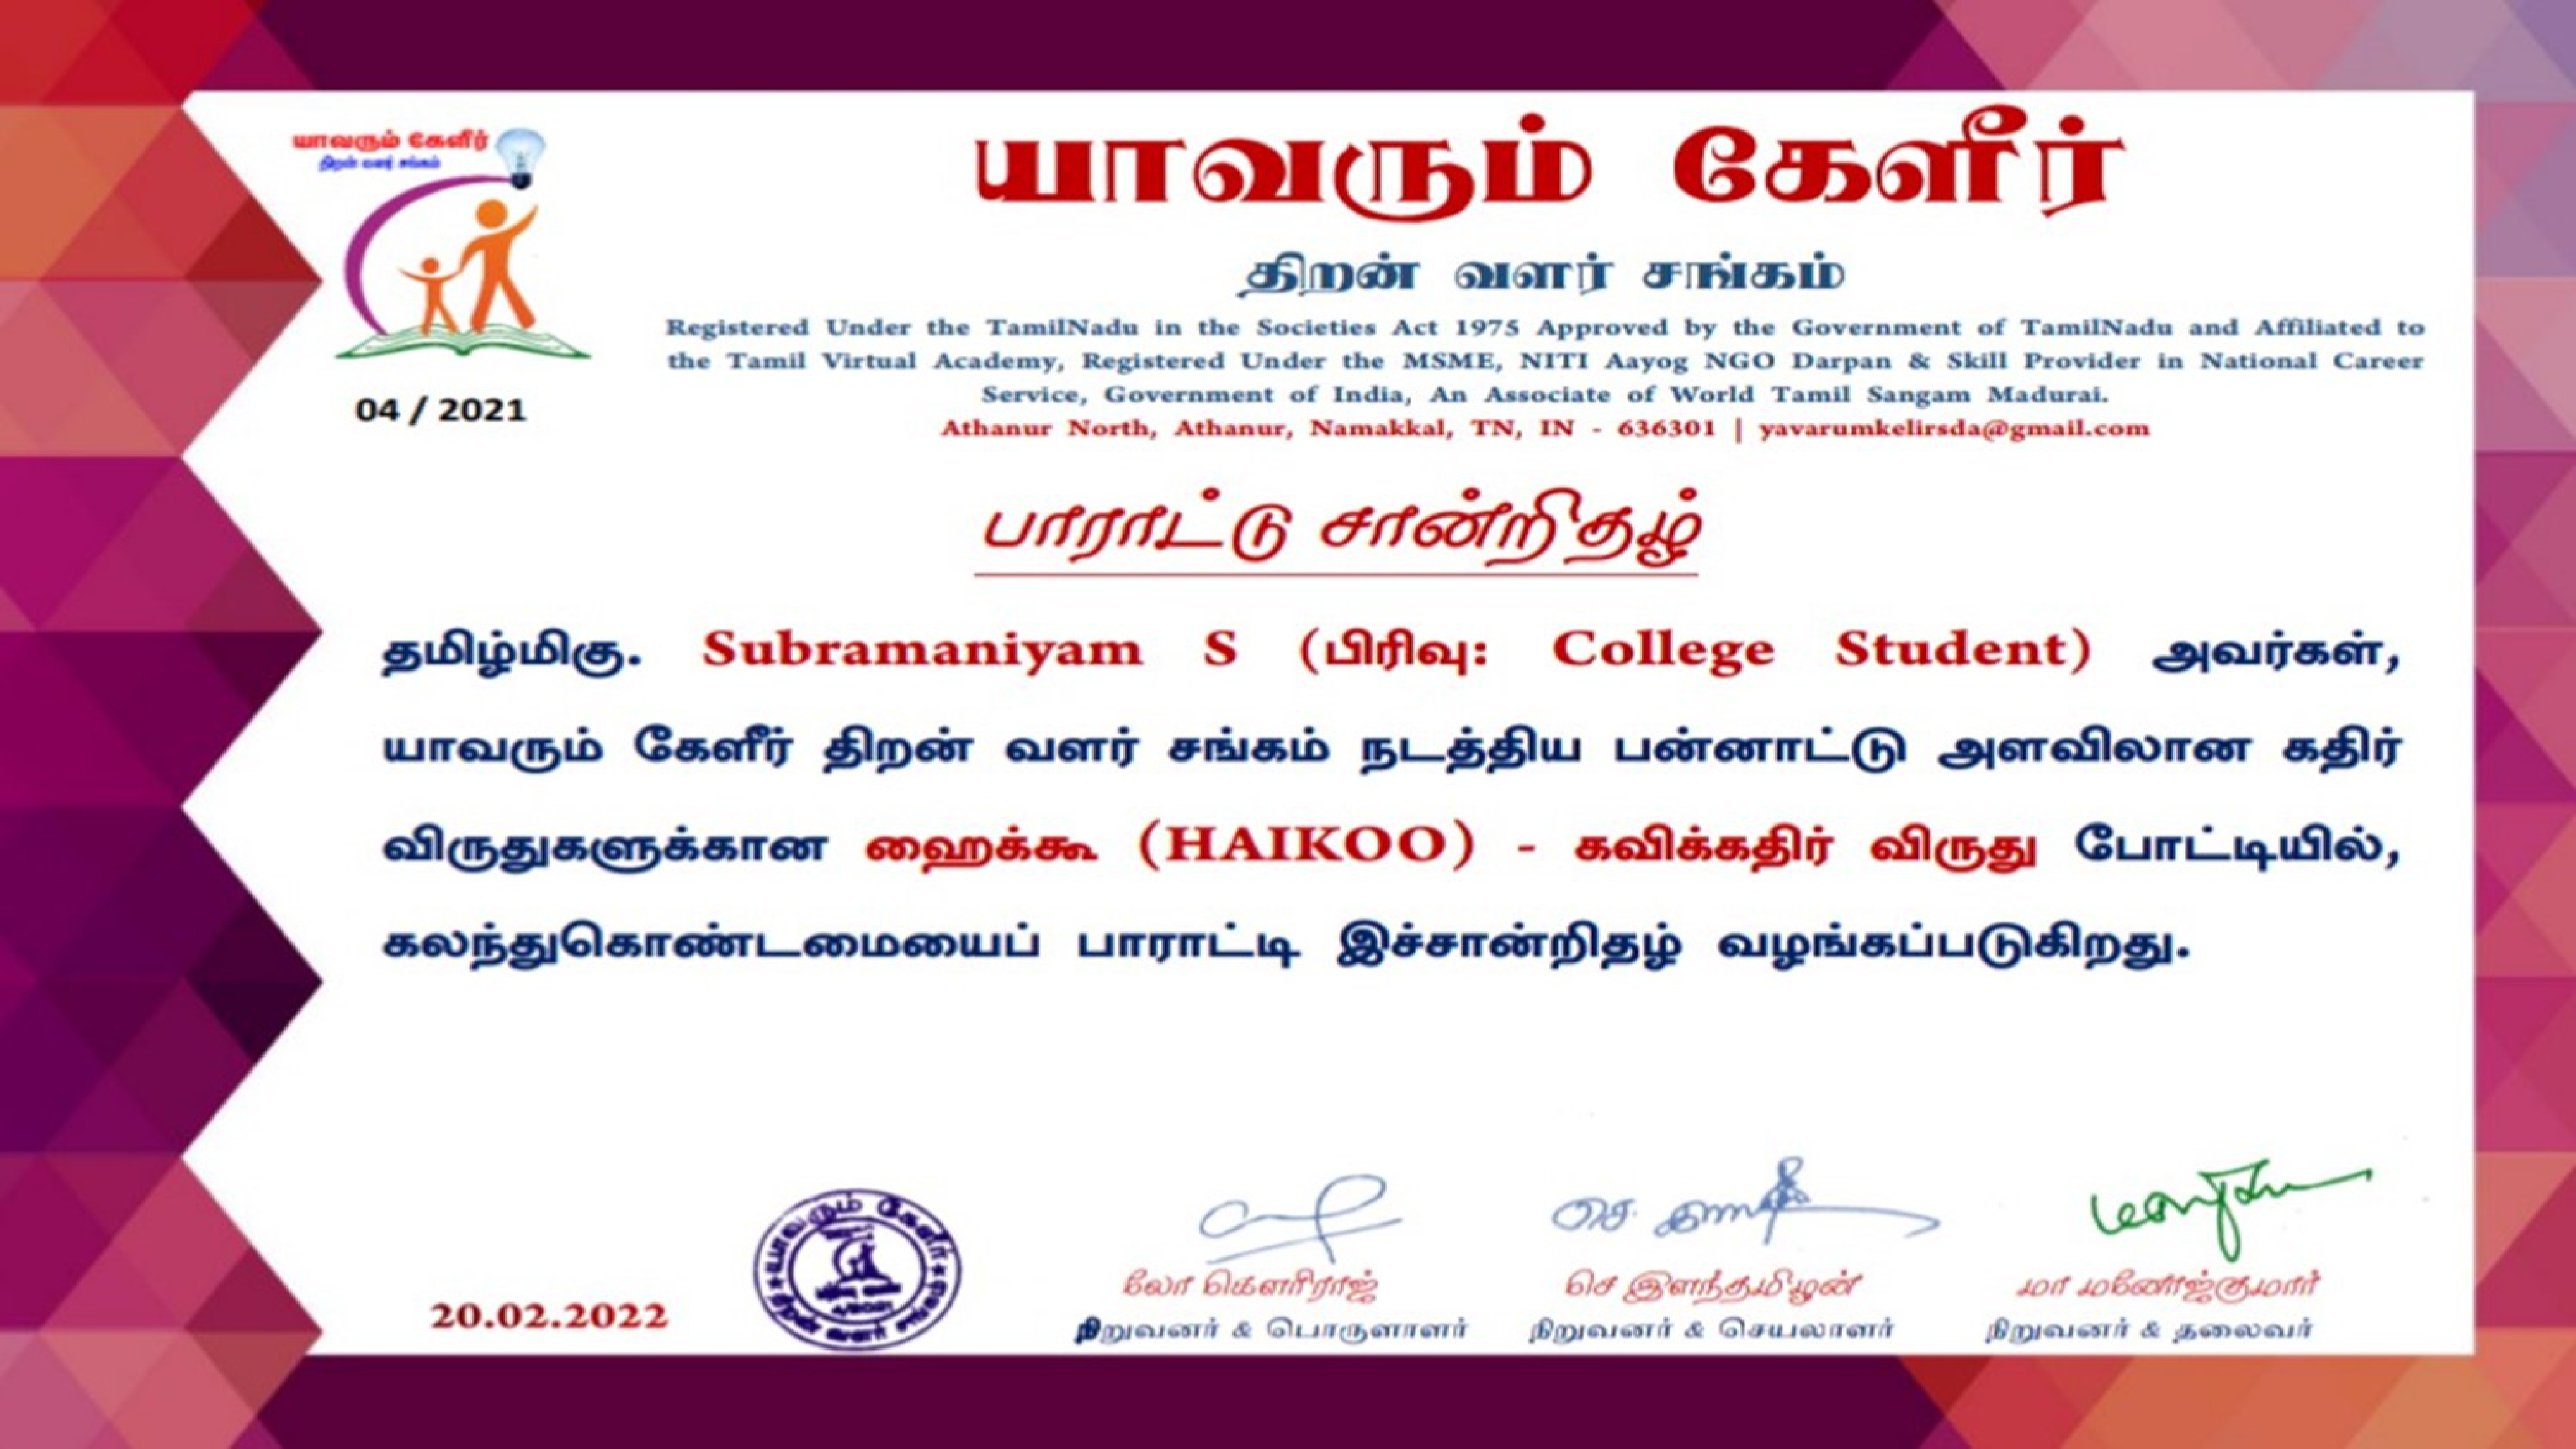 யாவரும் கேளீர்
திறன் வளர் சங்கம்
04 / 2021
யாவரும் கேளீர்
திறன் வளர் சங்கம்
Registered Under the TamilNadu in the Societies Act 1975 Approved by the Government of TamilNadu and Affiliated to
the Tamil Virtual Academy, Registered Under the MSME, NITI Aayog NGO Darpan & Skill Provider in National Career
Service, Government of India, An Associate of World Tamil Sangam Madurai.
Athanur North, Athanur, Namakkal, TN, IN - 636301 | yavarumkelirsda@gmail.com
பாராட்டு சான்றிதழ்
தமிழ்மிகு. Subramaniyam S (பிரிவு: College Student) அவர்கள்,
யாவரும் கேளீர் திறன் வளர் சங்கம் நடத்திய பன்னாட்டு அளவிலான கதிர்
விருதுகளுக்கான ஹைக்கூ (HAIKOO) - கவிக்கதிர் விருது போட்டியில்,
கலந்துகொண்டமையைப் பாராட்டி இச்சான்றிதழ் வழங்கப்படுகிறது.
20.02.2022
யாவரும் கேளீர்
திறன் வளர் சங்கம்
லோ கௌரிராஜ்
நிறுவனர் & பொருளாளர்
செ இளந்தமிழன்
நிறுவனர் & செயலாளர்
மா மனோஜ்குமார்
நிறுவனர் & தலைவர்